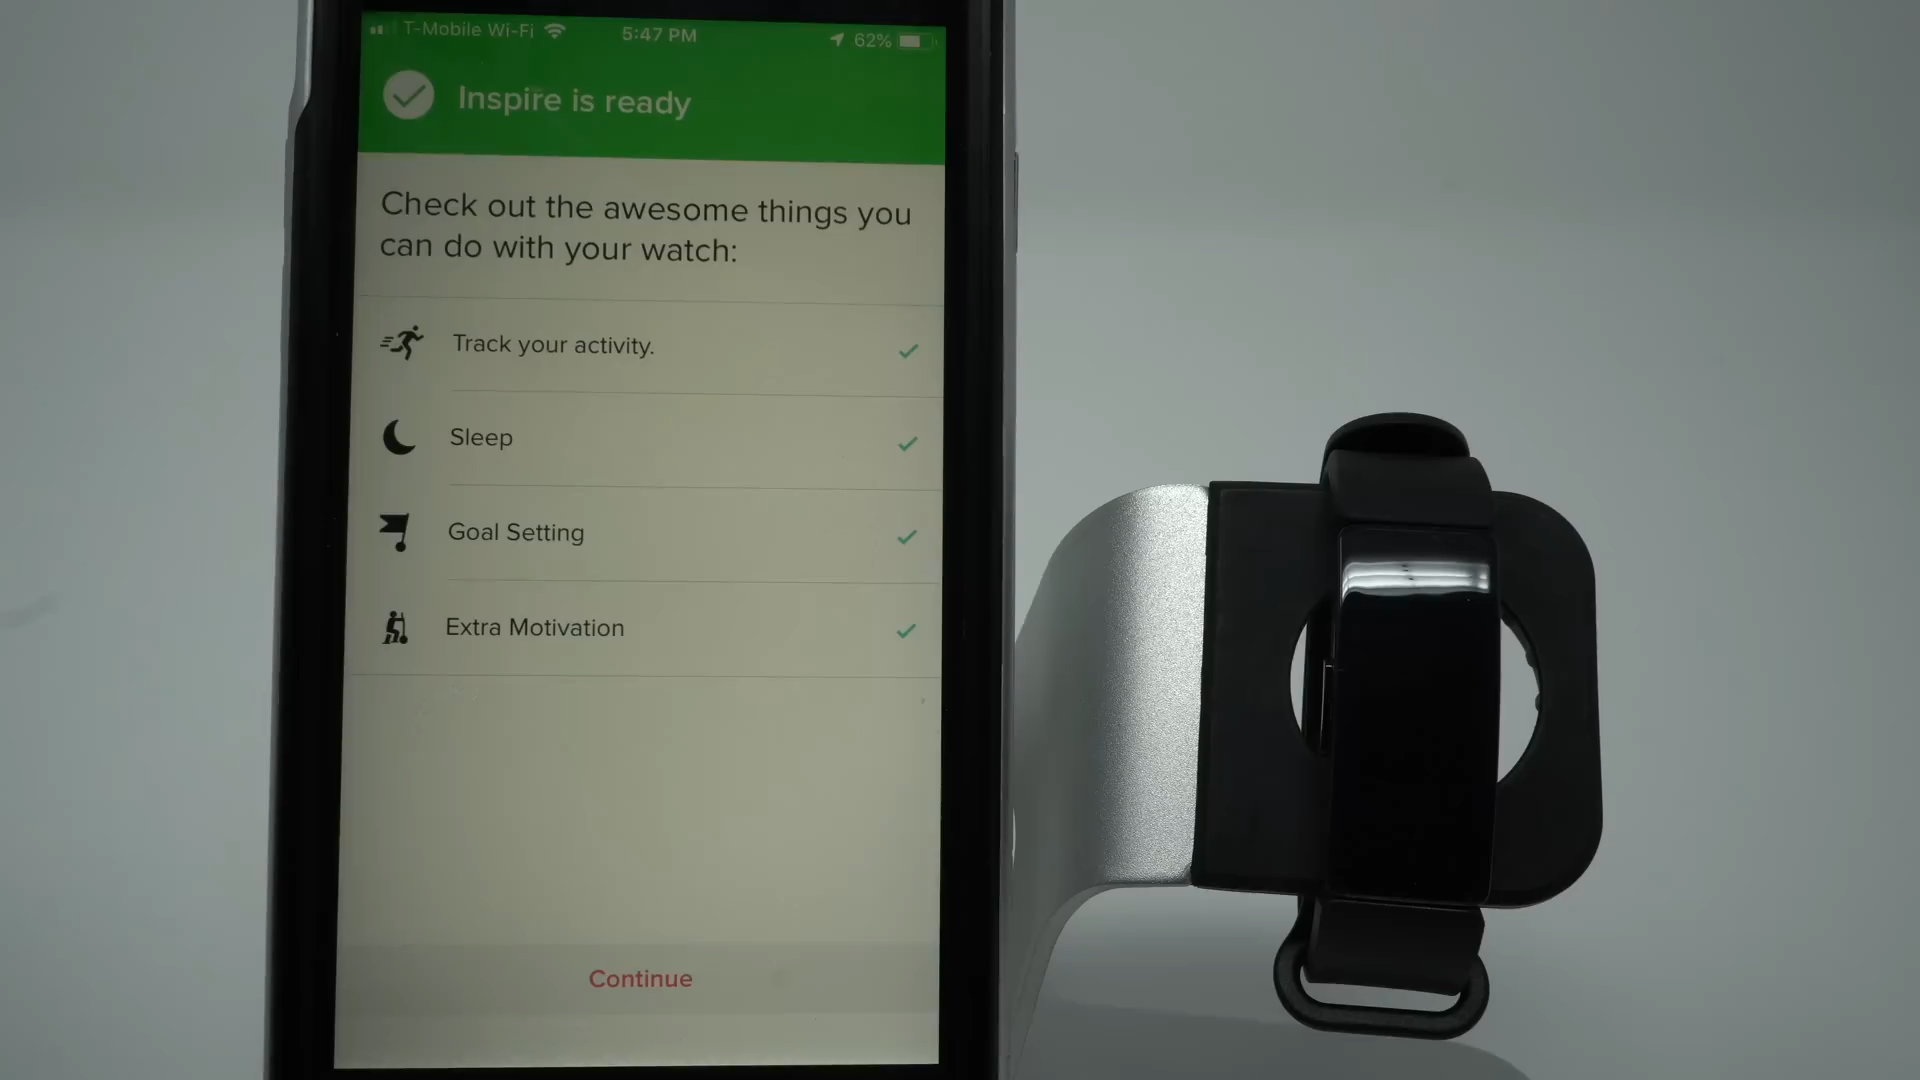 T-Mobile Wi-Fi 5:47 PM 62%
Inspire is ready
Check out the awesome things you
can do with your watch:
Track your activity.
Sleep
Goal Setting
Extra Motivation
Continue